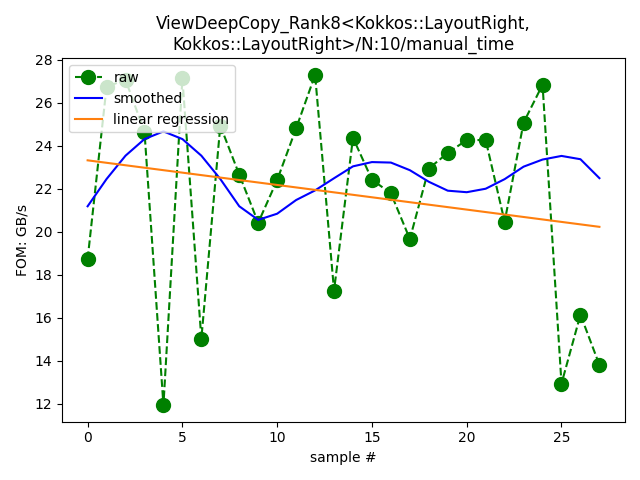 ViewDeepCopy_Rank8<Kokkos::LayoutRight,
Kokkos::LayoutRight>/N:10/manual_time
raw
smoothed
linear regression
FOM: GB/s
28
26
24
22
20
18
16
14
12
0
5
10
15
20
25
sample #